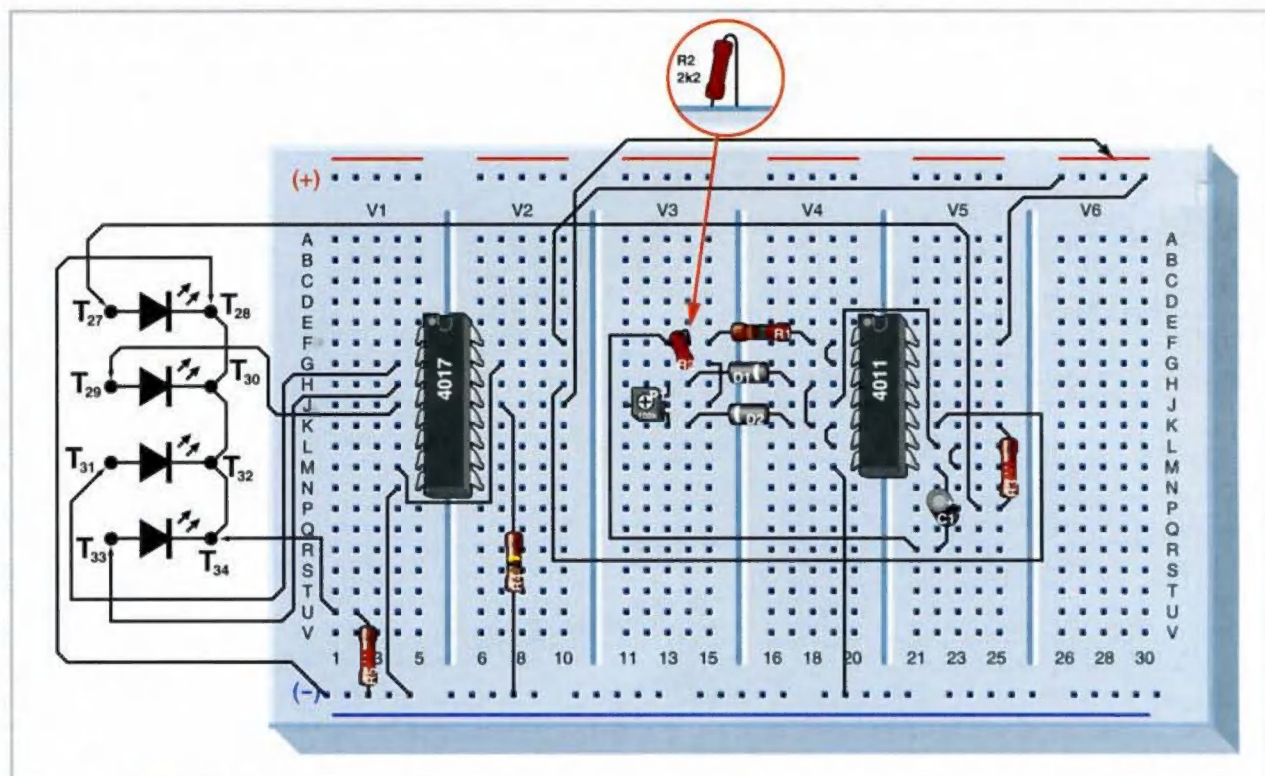 R2
2k2
(+)
V1 V2 V3 V4 V5 V6
A A
B B
C C
D D
E E
F F
G G
H H
J J
K K
L L
M M
N N
P P
Q Q
R R
S S
T T
U U
V V
T27 T28
T29 T30
T31 T32
T33 T34
4017
R1
D1
D2
4011
C1
1 3 5 6 8 10 11 13 15 16 18 20 21 23 25 26 28 30
(-)